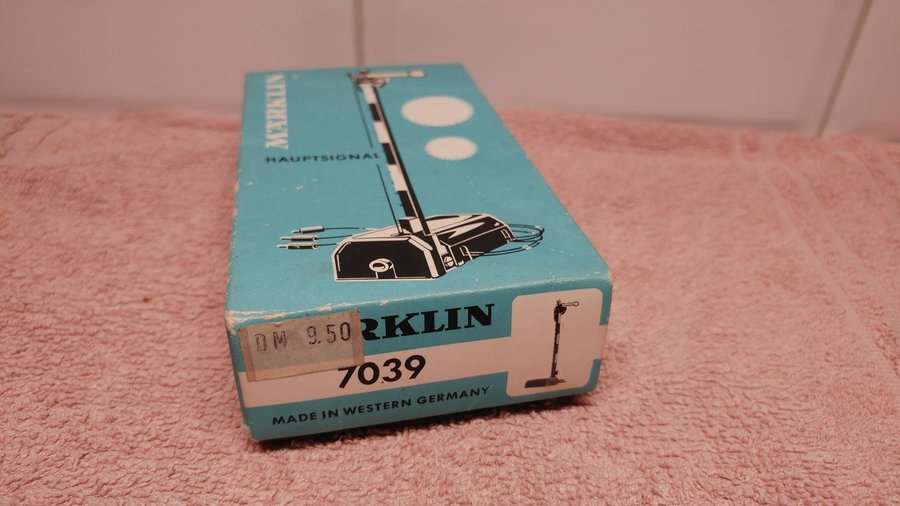 MÄRKLIN
HAUPTSIGNAL
DM 9.50
RKLIN
7039
MADE IN WESTERN GERMANY